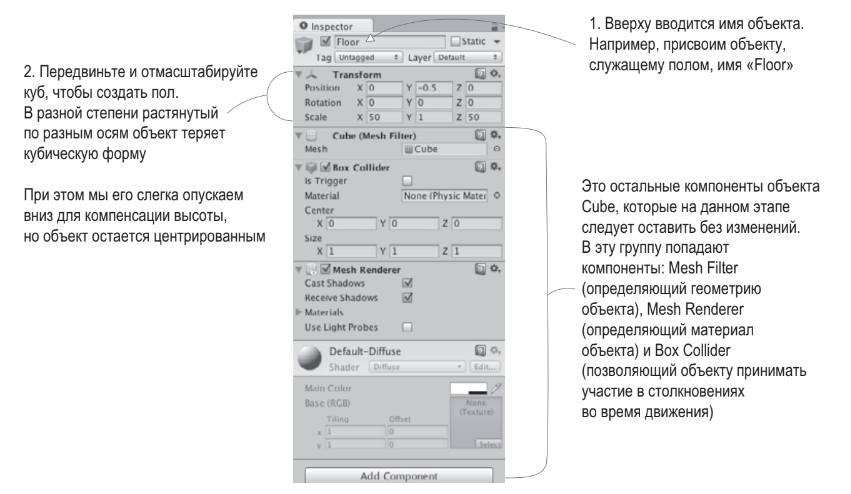 1. Вверху вводится имя объекта.
Например, присвоим объекту,
служащему полом, имя «Floor»
2. Передвиньте и отмасштабируйте
куб, чтобы создать пол.
В разной степени растянутый
по разным осям объект теряет
кубическую форму
При этом мы его слегка опускаем
вниз для компенсации высоты,
но объект остается центрированным
Inspector
Floor Static
Tag Untagged Layer Default
Transform
Position X 0 Y -0.5 Z 0
Rotation X 0 Y 0 Z 0
Scale X 50 Y 1 Z 50
Cube (Mesh Filter)
Mesh Cube
Box Collider
Is Trigger
Material None (Physic Mater
Center
X 0 Y 0 Z 0
Size
X 1 Y 1 Z 1
Mesh Renderer
Cast Shadows
Receive Shadows
Materials
Use Light Probes
Default-Diffuse
Shader Diffuse Edit...
Main Color
Base (RGB) None
(Texture)
Tiling Offset
x 1 0
y 1 0 Select
Add Component
Это остальные компоненты объекта
Cube, которые на данном этапе
следует оставить без изменений.
В эту группу попадают
компоненты: Mesh Filter
(определяющий геометрию
объекта), Mesh Renderer
(определяющий материал
объекта) и Box Collider
(позволяющий объекту принимать
участие в столкновениях
во время движения)